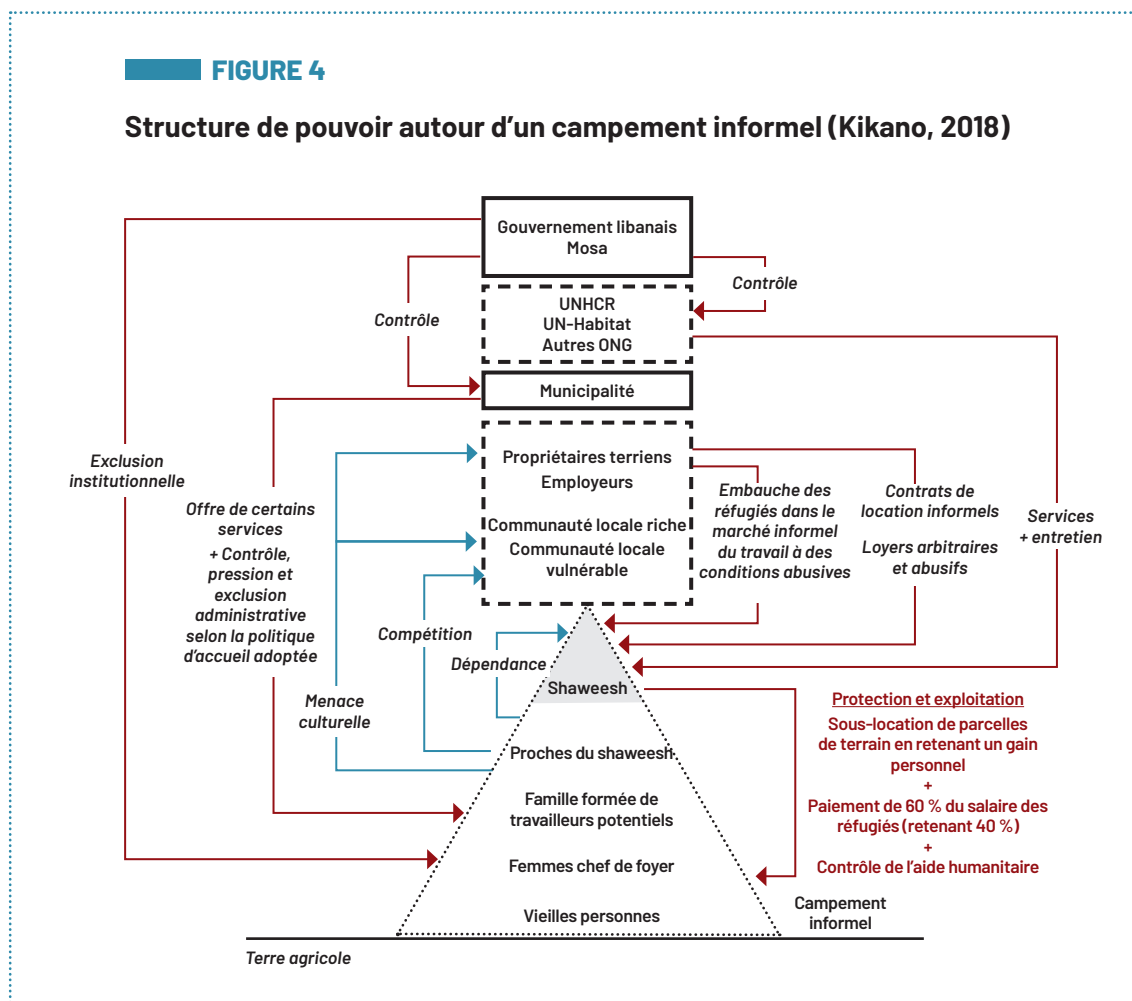 FIGURE 4
Structure de pouvoir autour d’un campement informel (Kikano, 2018)
Gouvernement libanais
Mosa
Contrôle
UNHCR
UN-Habitat
Autres ONG
Contrôle
Municipalité
Exclusion
institutionnelle
Offre de certains
services
+ Contrôle,
pression et
exclusion
administrative
selon la politique
d’accueil adoptée
Menace
culturelle
Compétition
Dépendance
Propriétaires terriens
Employeurs
Communauté locale riche
Communauté locale
vulnérable
Embauche des
réfugiés dans le
marché informel
du travail à des
conditions abusives
Contrats de
location informels
Loyers arbitraires
et abusifs
Services
+ entretien
Shaweesh
Proches du shaweesh
Famille formée de
travailleurs potentiels
Femmes chef de foyer
Vieilles personnes
Protection et exploitation
Sous-location de parcelles
de terrain en retenant un gain
personnel
+
Paiement de 60 % du salaire des
réfugiés (retenant 40 %)
+
Contrôle de l’aide humanitaire
Campement
informel
Terre agricole